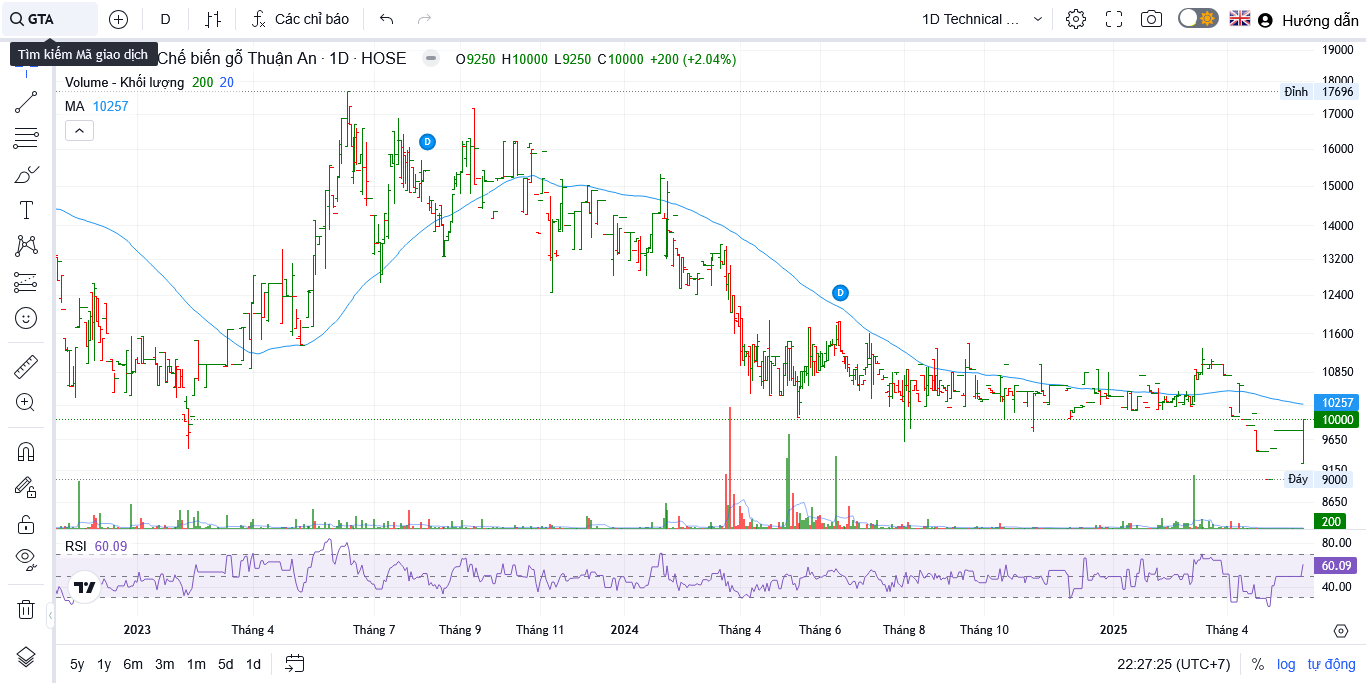 GTA
D
Các chỉ báo
1D Technical ...
Hướng dẫn
Tìm kiếm Mã giao dịch
Chế biến gỗ Thuận An · 1D · HOSE
O9250 H10000 L9250 C10000 +200 (+2.04%)
Volume - Khối lượng 200 20
MA 10257
19000
18000
Đỉnh 17696
17000
16000
15000
14000
13200
12400
11600
10850
10257
10000
9650
9150
Đáy 9000
8650
200
D
D
RSI 60.09
80.00
60.09
40.00
2023 Tháng 4 Tháng 7 Tháng 9 Tháng 11 2024 Tháng 4 Tháng 6 Tháng 8 Tháng 10 2025 Tháng 4
5y 1y 6m 3m 1m 5d 1d
22:27:25 (UTC+7) % log tự động